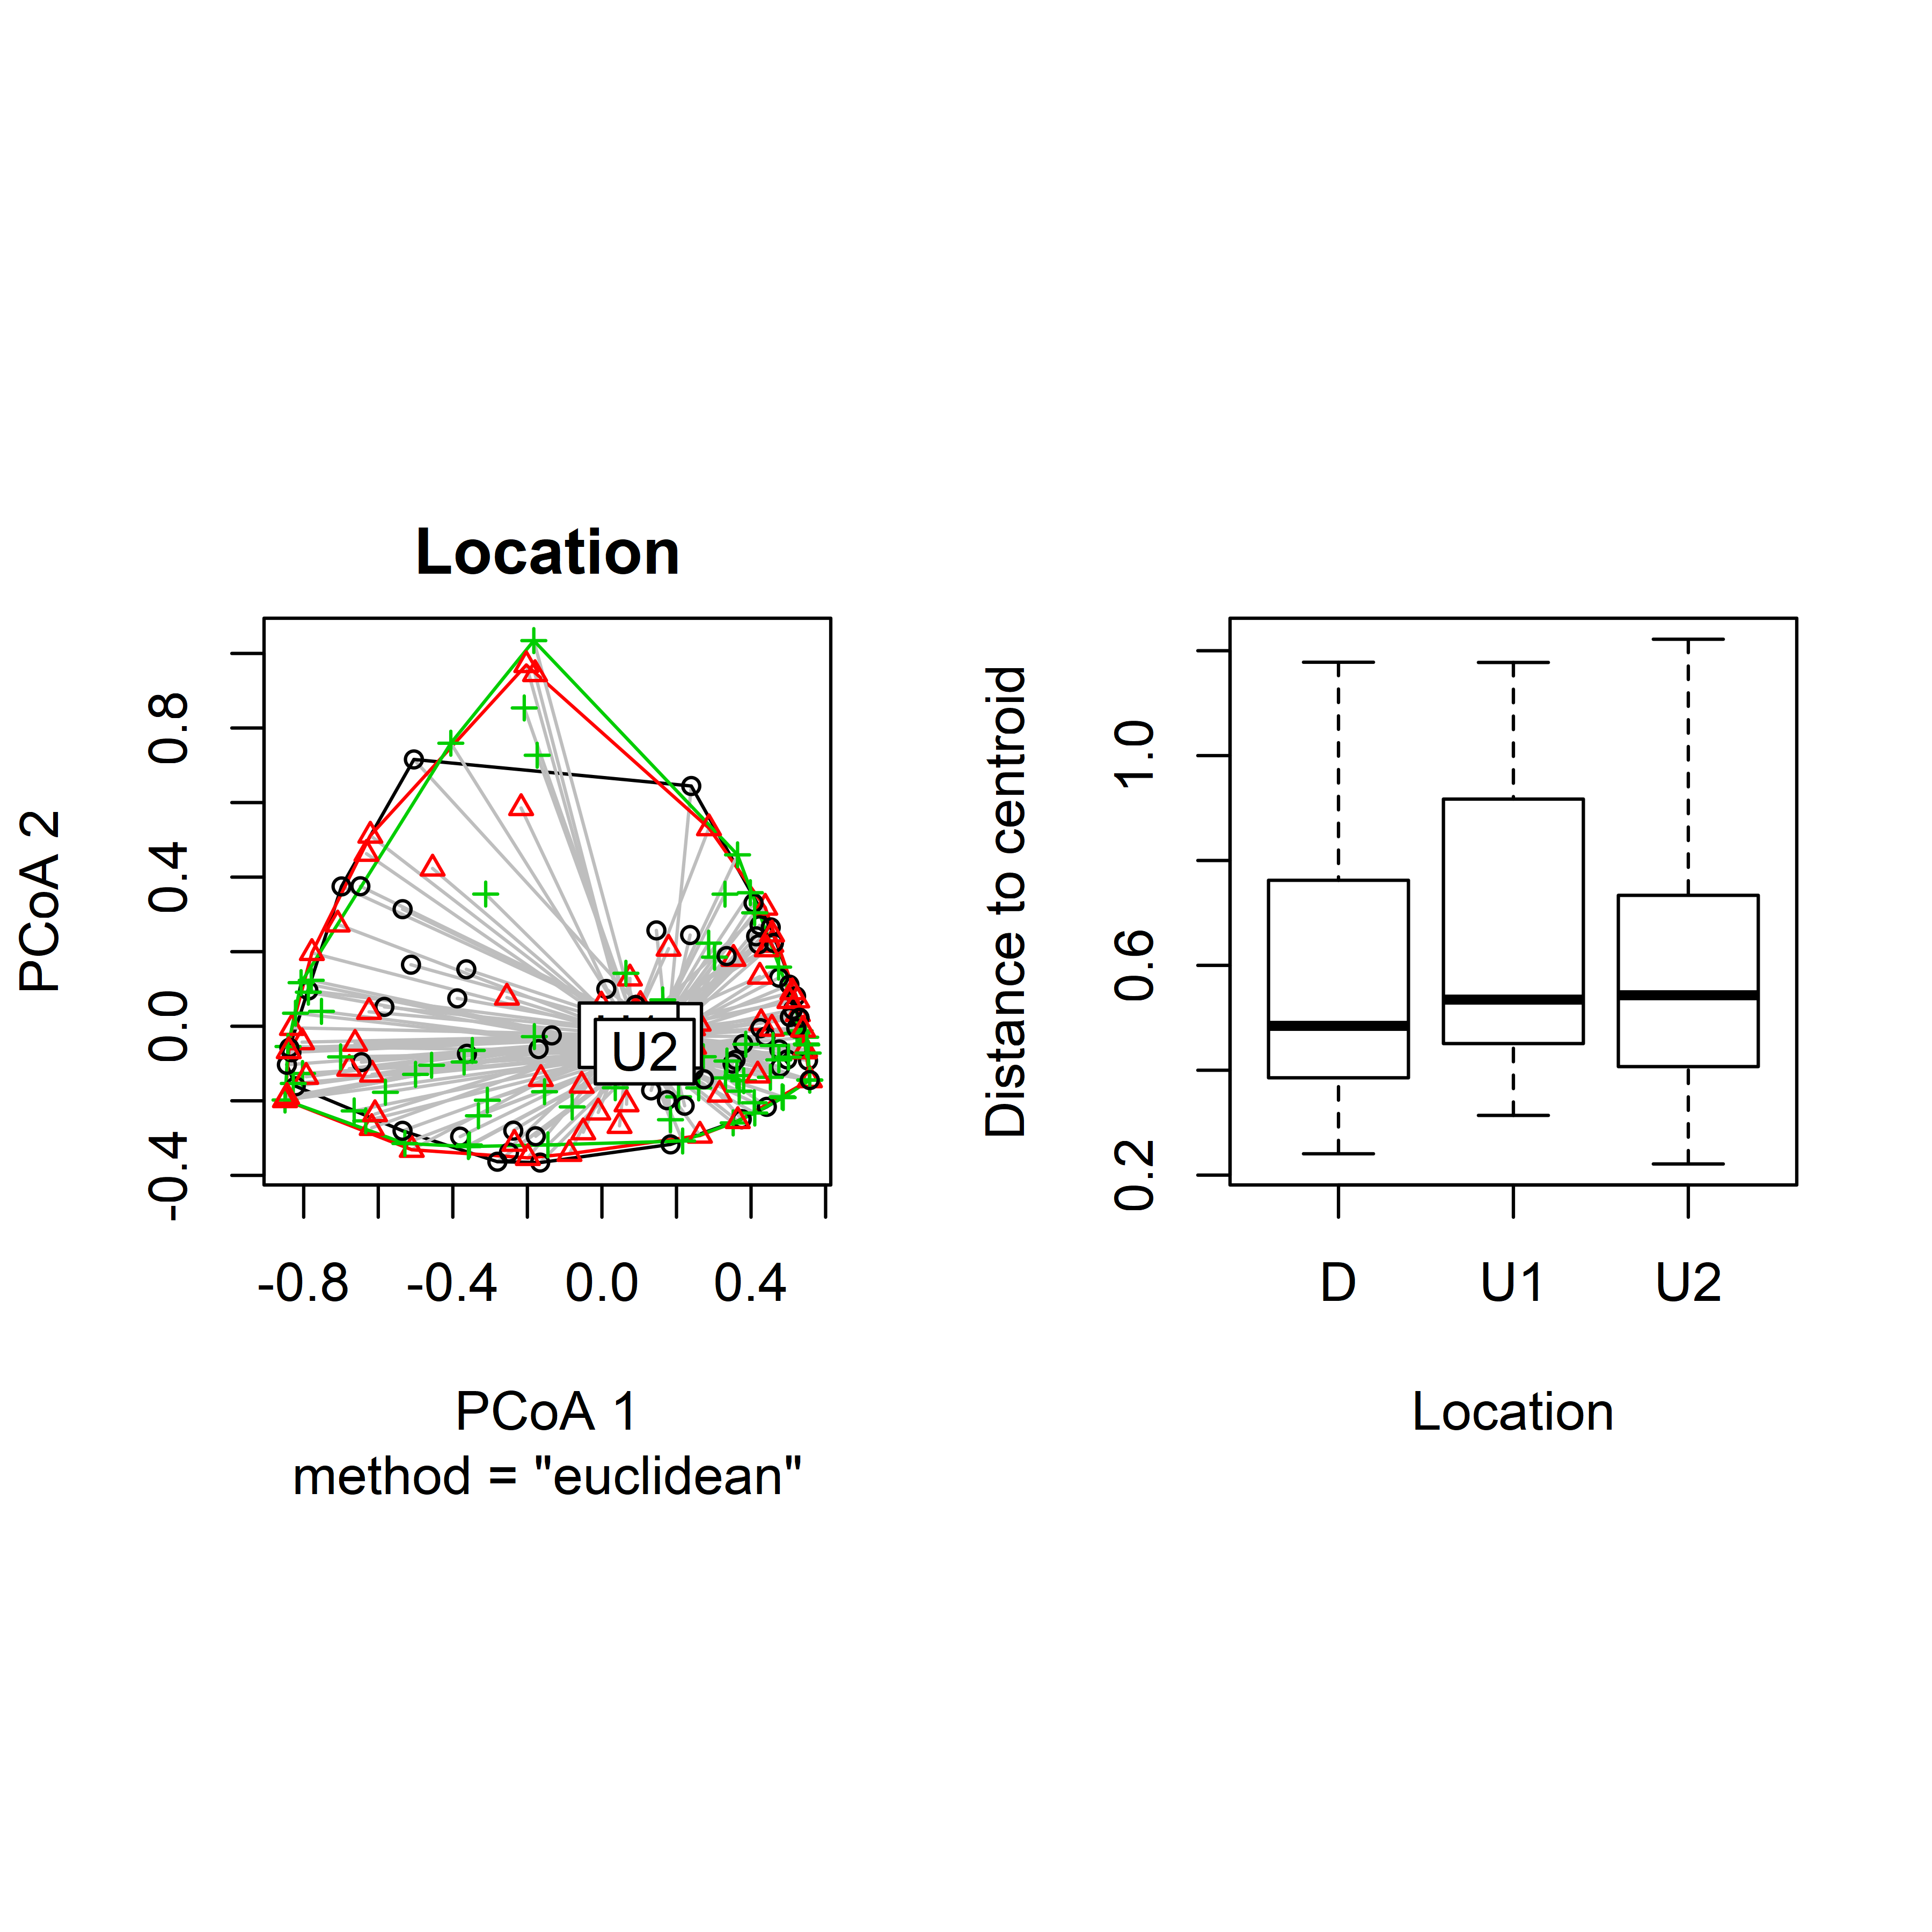 Location
PCoA 2
0.8
0.4
0.0
-0.4
U2
-0.8 -0.4 0.0 0.4
PCoA 1
method = "euclidean"
Distance to centroid
1.0
0.6
0.2
D U1 U2
Location